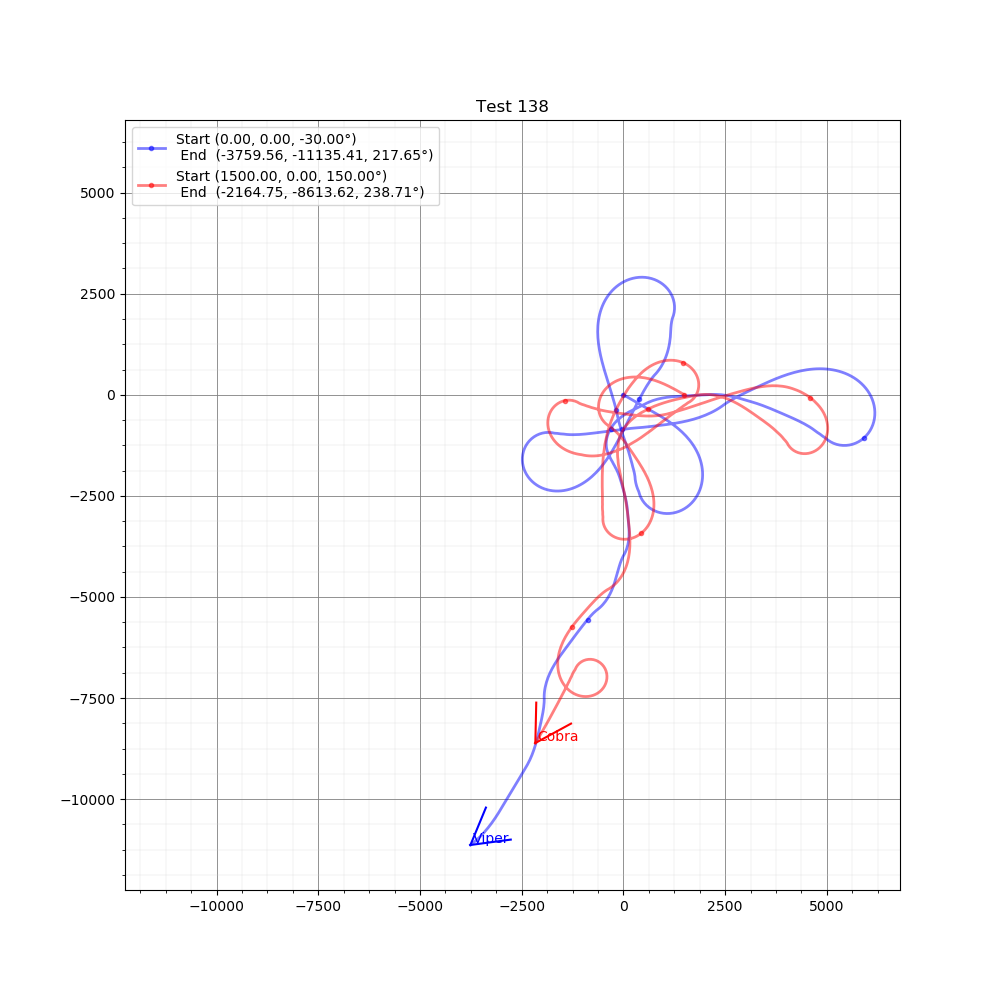 Test 138
Start (0.00, 0.00, -30.00°)
End  (-3759.56, -11135.41, 217.65°)
Start (1500.00, 0.00, 150.00°)
End  (-2164.75, -8613.62, 238.71°)
5000
2500
0
−2500
−5000
−7500
−10000
Cobra
Viper
−10000 −7500 −5000 −2500 0 2500 5000